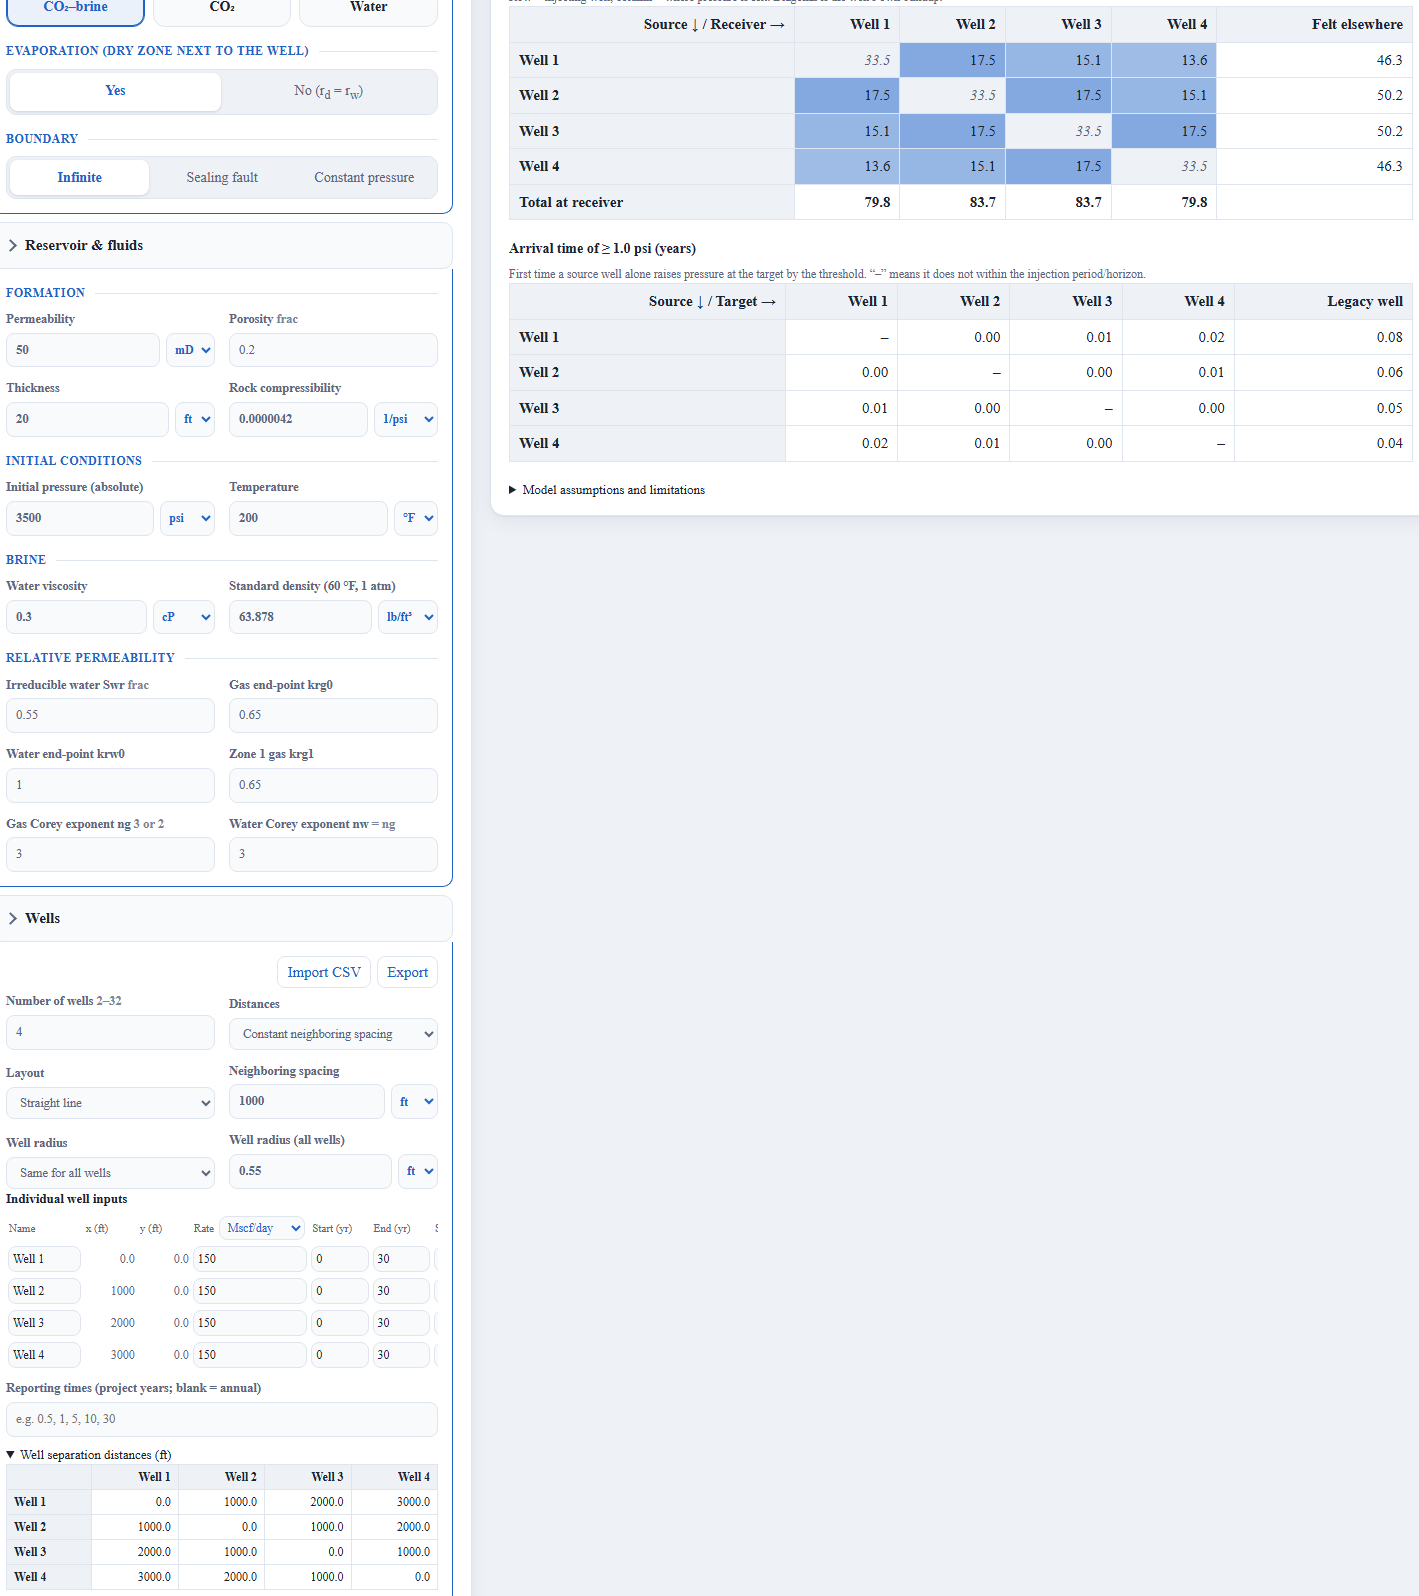 CO₂–brine
CO₂
Water
EVAPORATION (DRY ZONE NEXT TO THE WELL)
Yes
No (rd = rw)
BOUNDARY
Infinite
Sealing fault
Constant pressure
Reservoir & fluids
FORMATION
Permeability
Porosity frac
50
mD
0.2
Thickness
Rock compressibility
20
ft
0.0000042
1/psi
INITIAL CONDITIONS
Initial pressure (absolute)
Temperature
3500
psi
200
°F
BRINE
Water viscosity
Standard density (60 °F, 1 atm)
0.3
cP
63.878
lb/ft³
RELATIVE PERMEABILITY
Irreducible water Swr frac
Gas end-point krg0
0.55
0.65
Water end-point krw0
Zone 1 gas krg1
1
0.65
Gas Corey exponent ng 3 or 2
Water Corey exponent nw = ng
3
3
Wells
Import CSV
Export
Number of wells 2–32
Distances
4
Constant neighboring spacing
Layout
Neighboring spacing
Straight line
1000
ft
Well radius
Well radius (all wells)
Same for all wells
0.55
ft
Individual well inputs
Name x (ft) y (ft) Rate Mscf/day Start (yr) End (yr)
Well 1 0.0 0.0 150 0 30
Well 2 1000 0.0 150 0 30
Well 3 2000 0.0 150 0 30
Well 4 3000 0.0 150 0 30
Reporting times (project years; blank = annual)
e.g. 0.5, 1, 5, 10, 30
▼ Well separation distances (ft)
Well 1 Well 2 Well 3 Well 4
Well 1 0.0 1000.0 2000.0 3000.0
Well 2 1000.0 0.0 1000.0 2000.0
Well 3 2000.0 1000.0 0.0 1000.0
Well 4 3000.0 2000.0 1000.0 0.0
Source ↓ / Receiver → Well 1 Well 2 Well 3 Well 4 Felt elsewhere
Well 1 33.5 17.5 15.1 13.6 46.3
Well 2 17.5 33.5 17.5 15.1 50.2
Well 3 15.1 17.5 33.5 17.5 50.2
Well 4 13.6 15.1 17.5 33.5 46.3
Total at receiver 79.8 83.7 83.7 79.8
Arrival time of ≥ 1.0 psi (years)
First time a source well alone raises pressure at the target by the threshold. “–” means it does not within the injection period/horizon.
Source ↓ / Target → Well 1 Well 2 Well 3 Well 4 Legacy well
Well 1 – 0.00 0.01 0.02 0.08
Well 2 0.00 – 0.00 0.01 0.06
Well 3 0.01 0.00 – 0.00 0.05
Well 4 0.02 0.01 0.00 – 0.04
▶ Model assumptions and limitations